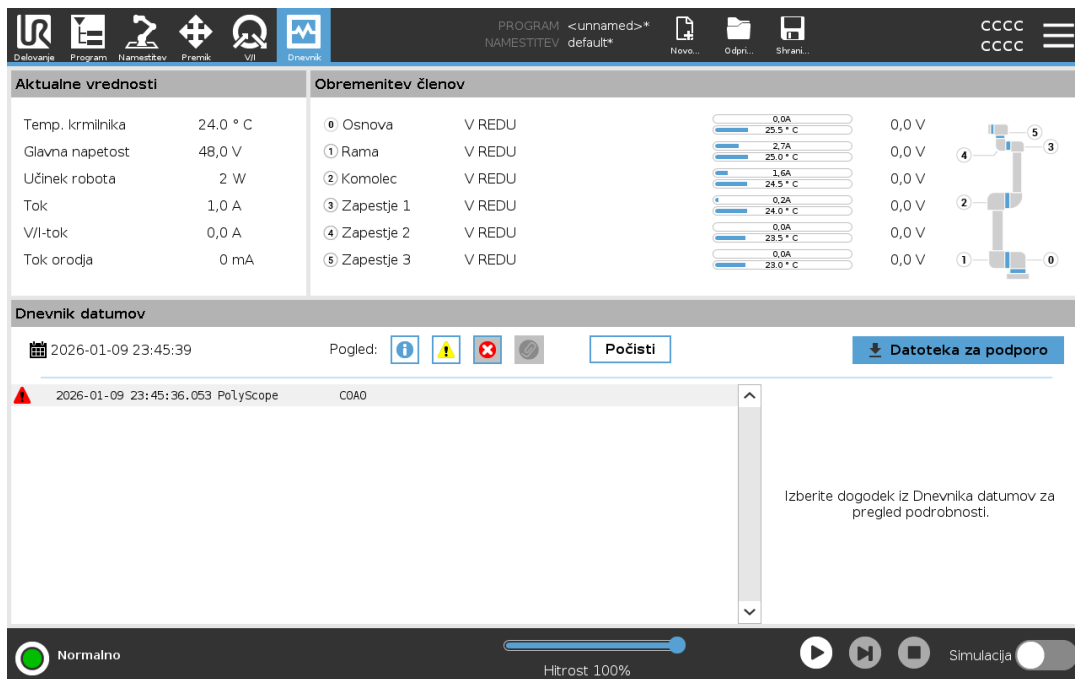 PROGRAM <unnamed>*
NAMESTITEV default*
Delovanje Program Namestitev Premik V/I Dnevnik Novo... Odpri... Shrani...
CCCC
CCCC
Aktualne vrednosti
Temp. krmilnika 24.0 ° C
Glavna napetost 48,0 V
Učinek robota 2 W
Tok 1,0 A
V/I-tok 0,0 A
Tok orodja 0 mA
Obremenitev členov
0 Osnova V REDU 0,0A 25.5 ° C 0,0 V
1 Rama V REDU 2,7A 25.0 ° C 0,0 V
2 Komolec V REDU 1,6A 24.5 ° C 0,0 V
3 Zapestje 1 V REDU 0,2A 24.0 ° C 0,0 V
4 Zapestje 2 V REDU 0,0A 23.5 ° C 0,0 V
5 Zapestje 3 V REDU 0,0A 23.0 ° C 0,0 V
5
4 3
2
1 0
Dnevnik datumov
2026-01-09 23:45:39 Pogled: Počisti Datoteka za podporo
2026-01-09 23:45:36.053 PolyScope C0A0
Izberite dogodek iz Dnevnika datumov za
pregled podrobnosti.
Normalno
Hitrost 100%
Simulacija